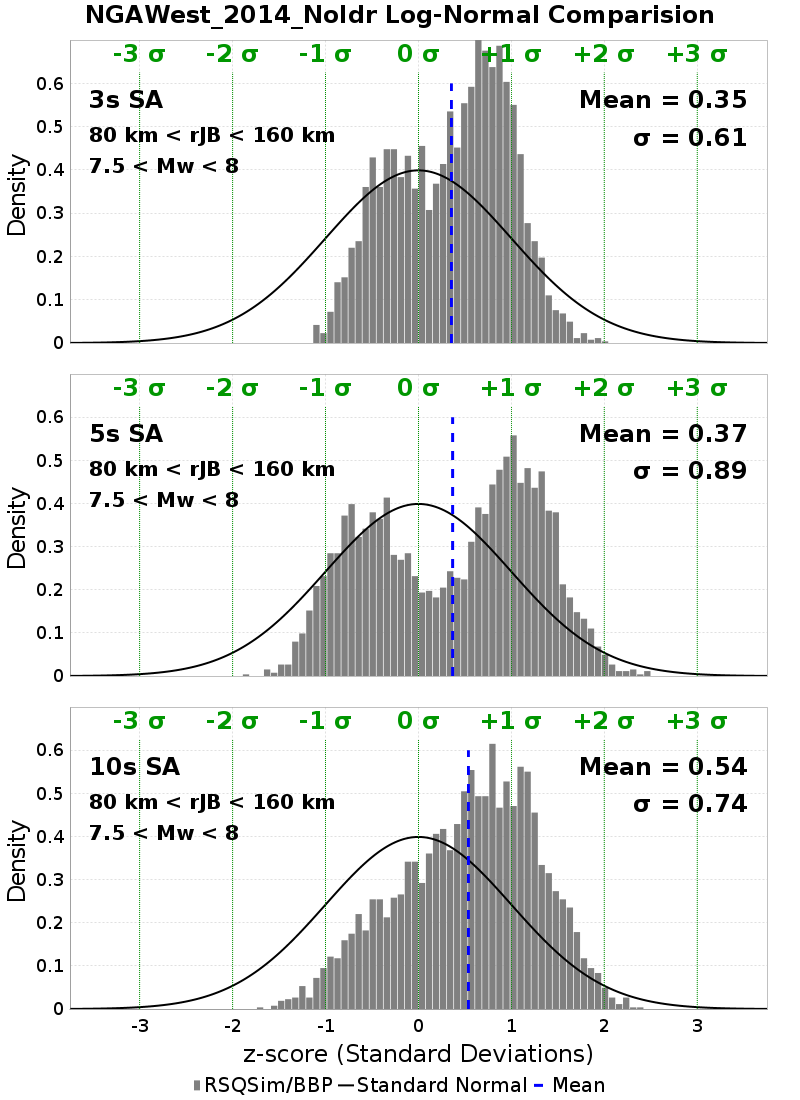 NGAWest_2014_NoIdr Log-Normal Comparision
-3 σ -2 σ -1 σ 0 σ +1 σ +2 σ +3 σ
3s SA
80 km < rJB < 160 km
7.5 < Mw < 8
Mean = 0.35
σ = 0.61
Density
0.6
0.5
0.4
0.3
0.2
0.1
0
-3 σ -2 σ -1 σ 0 σ +1 σ +2 σ +3 σ
5s SA
80 km < rJB < 160 km
7.5 < Mw < 8
Mean = 0.37
σ = 0.89
Density
0.6
0.5
0.4
0.3
0.2
0.1
0
-3 σ -2 σ -1 σ 0 σ +1 σ +2 σ +3 σ
10s SA
80 km < rJB < 160 km
7.5 < Mw < 8
Mean = 0.54
σ = 0.74
Density
0.6
0.5
0.4
0.3
0.2
0.1
0
-3 -2 -1 0 1 2 3
z-score (Standard Deviations)
RSQSim/BBP Standard Normal Mean